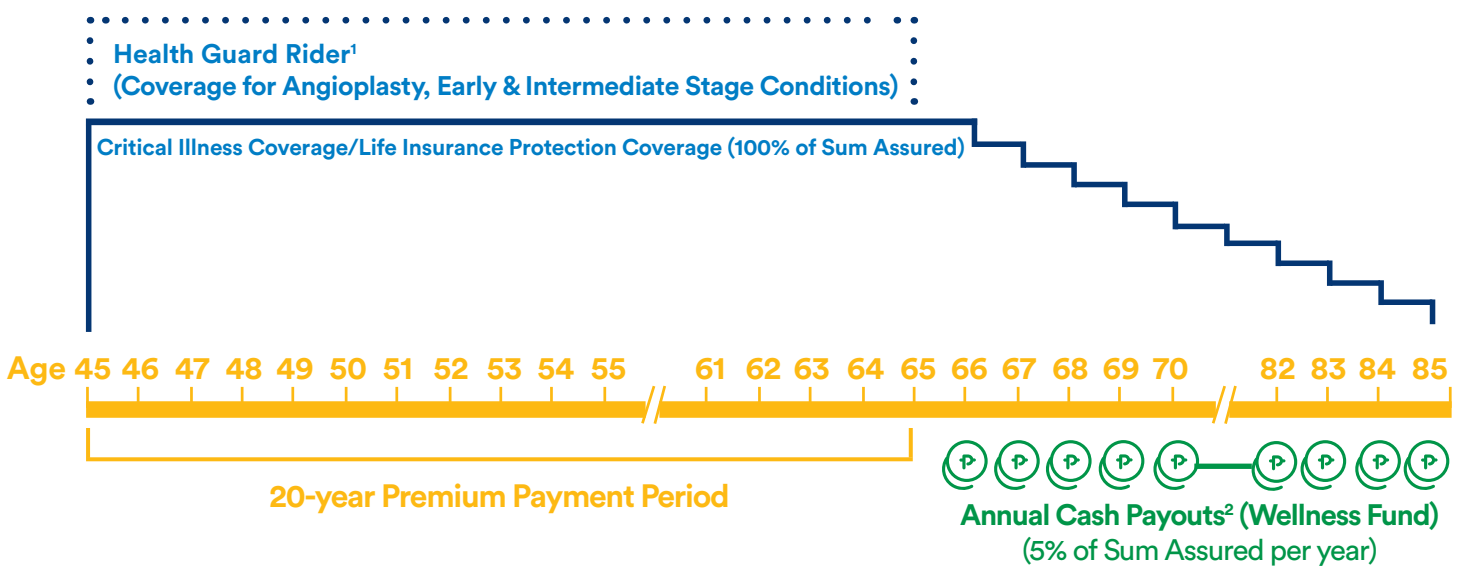 Health Guard Rider¹
(Coverage for Angioplasty, Early & Intermediate Stage Conditions)
Critical Illness Coverage/Life Insurance Protection Coverage (100% of Sum Assured)
Age 45 46 47 48 49 50 51 52 53 54 55 61 62 63 64 65 66 67 68 69 70 82 83 84 85
20-year Premium Payment Period
₱ ₱ ₱ ₱ ₱ ₱ ₱ ₱ ₱
Annual Cash Payouts² (Wellness Fund)
(5% of Sum Assured per year)